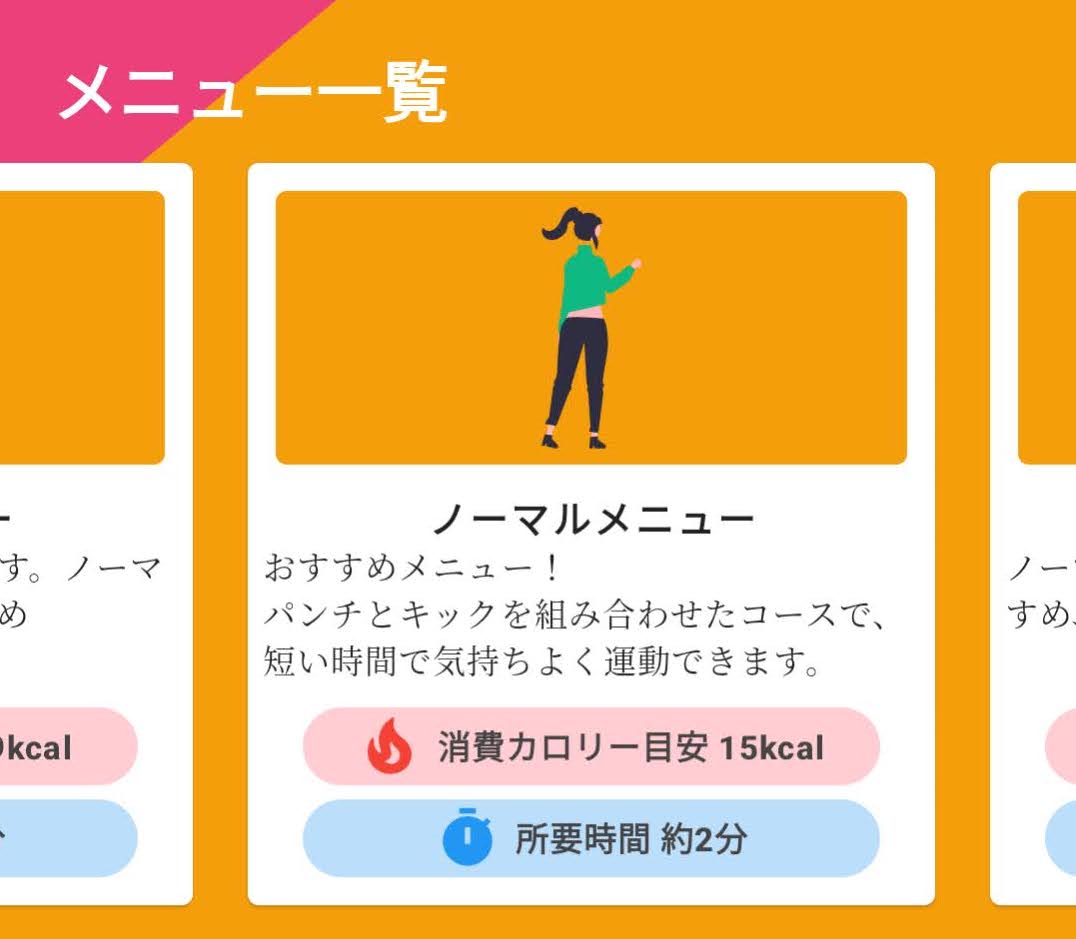 メニュー一覧
ー
す。ノーマ
め
kcal
ノーマルメニュー
おすすめメニュー！
パンチとキックを組み合わせたコースで、
短い時間で気持ちよく運動できます。
消費カロリー目安 15kcal
所要時間 約2分
ノー
すめ